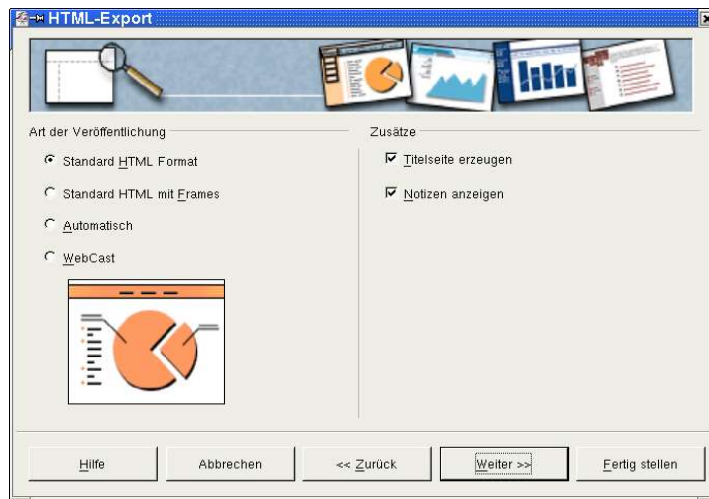 HTML-Export
Art der Veröffentlichung
Standard HTML Format
Standard HTML mit Frames
Automatisch
WebCast
Zusätze
Titelseite erzeugen
Notizen anzeigen
Hilfe
Abbrechen
<< Zurück
Weiter >>
Fertig stellen